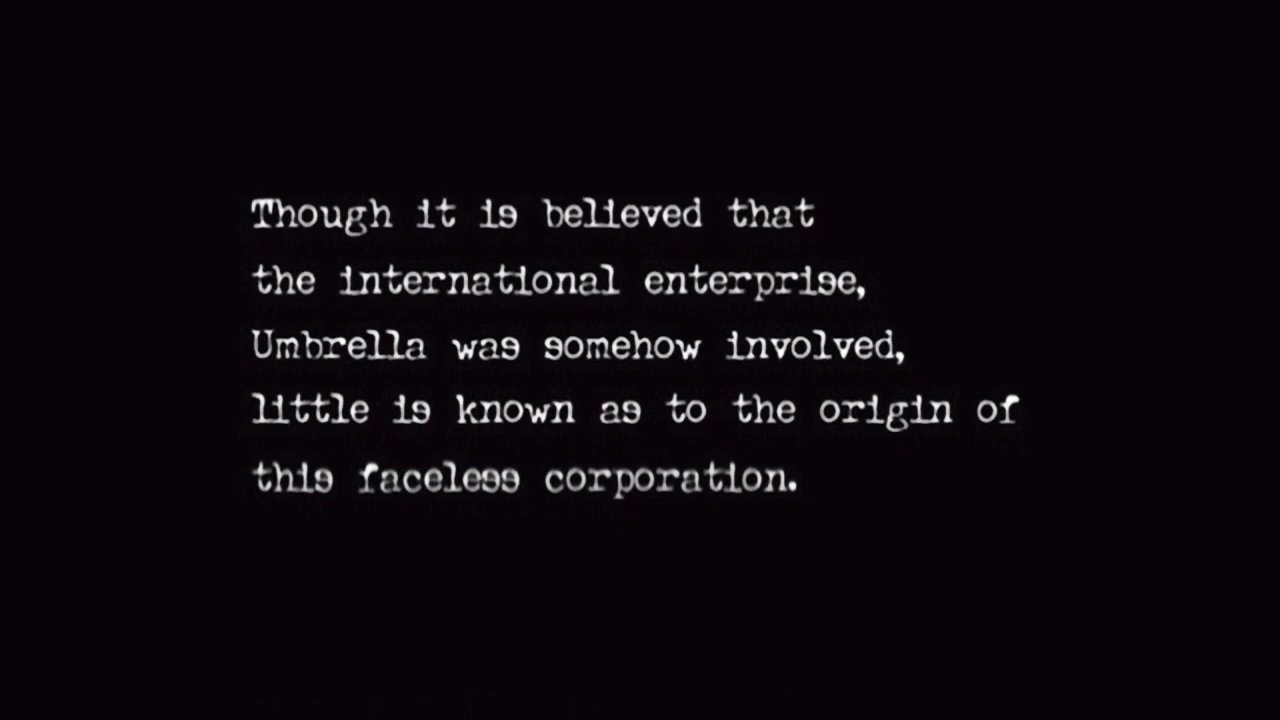 Though it is believed that
the international enterprise,
Umbrella was somehow involved,
little is known as to the origin of
this faceless corporation.